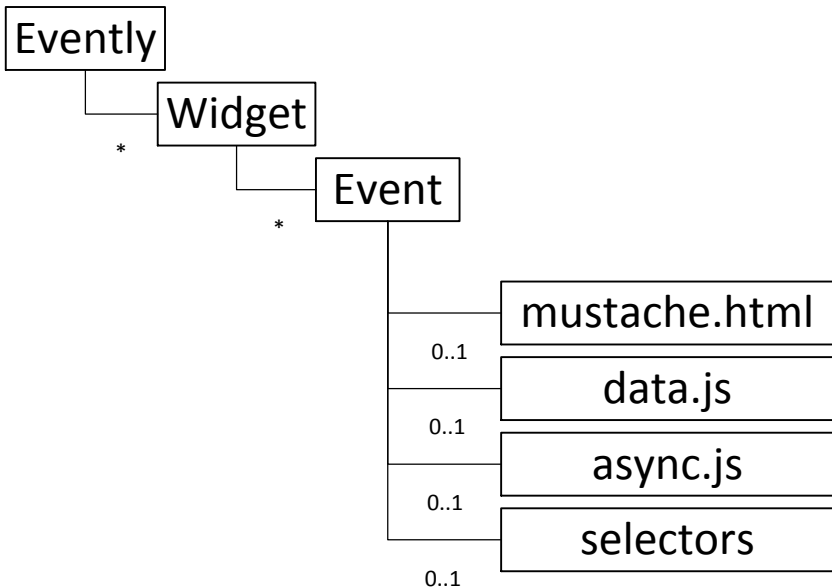 Evently
Widget
*
Event
*
mustache.html
0..1
data.js
0..1
async.js
0..1
selectors
0..1